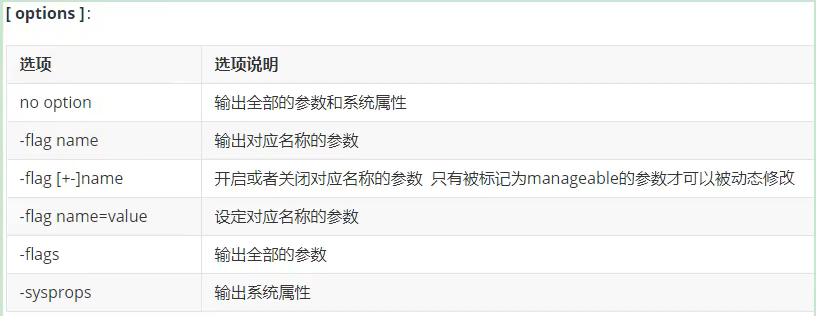 [ options ]:
选项 选项说明
no option 输出全部的参数和系统属性
-flag name 输出对应名称的参数
-flag [+-]name 开启或者关闭对应名称的参数 只有被标记为manageable的参数才可以被动态修改
-flag name=value 设定对应名称的参数
-flags 输出全部的参数
-sysprops 输出系统属性